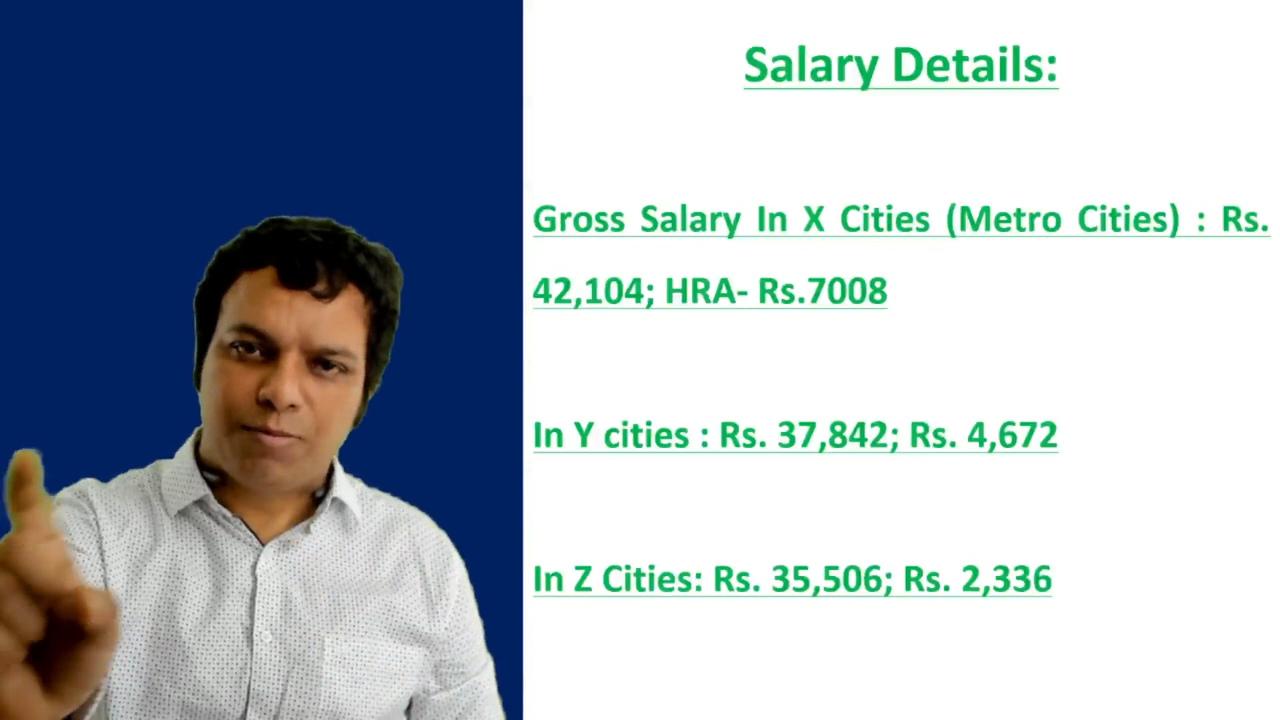 Salary Details:
Gross Salary In X Cities (Metro Cities) : Rs.
42,104; HRA- Rs.7008
In Y cities : Rs. 37,842; Rs. 4,672
In Z Cities: Rs. 35,506; Rs. 2,336